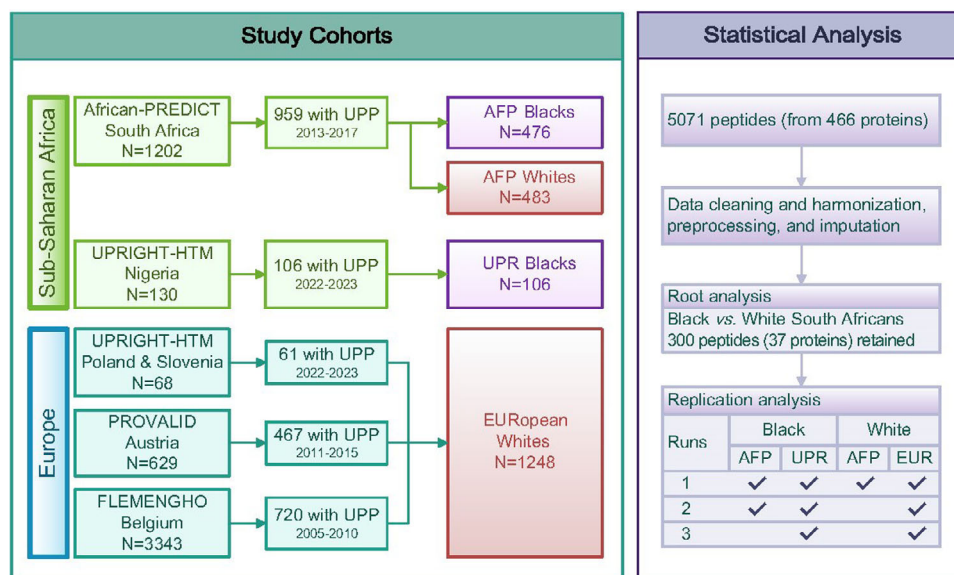 Study Cohorts
Sub-Saharan Africa
African-PREDICT
South Africa
N=1202
959 with UPP
2013-2017
AFP Blacks
N=476
AFP Whites
N=483
UPRIGHT-HTM
Nigeria
N=130
106 with UPP
2022-2023
UPR Blacks
N=106
Europe
UPRIGHT-HTM
Poland & Slovenia
N=68
61 with UPP
2022-2023
PROVALID
Austria
N=629
467 with UPP
2011-2015
FLEMENGHO
Belgium
N=3343
720 with UPP
2005-2010
EURopean
Whites
N=1248
Statistical Analysis
5071 peptides (from 466 proteins)
Data cleaning and harmonization,
preprocessing, and imputation
Root analysis
Black vs. White South Africans
300 peptides (37 proteins) retained
Replication analysis
Runs Black White
AFP UPR AFP EUR
1 ✓ ✓ ✓ ✓
2 ✓ ✓ ✓
3 ✓ ✓